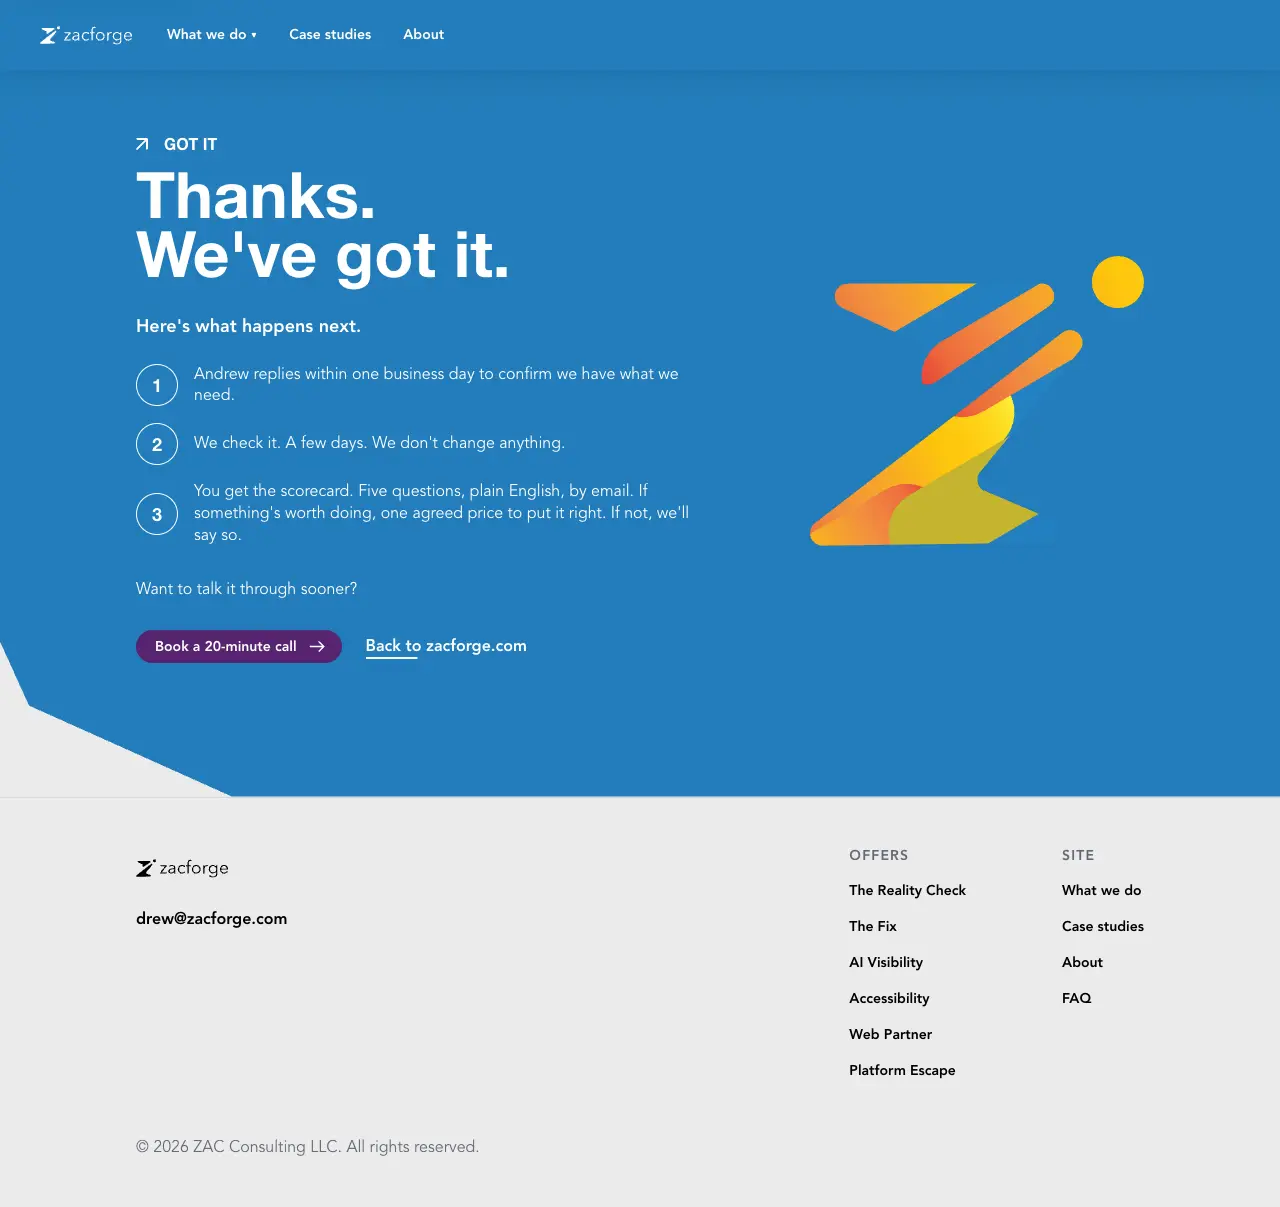 zacforge
What we do ▾
Case studies
About
GOT IT
Thanks.
We've got it.
Here's what happens next.
1
Andrew replies within one business day to confirm we have what we
need.
2
We check it. A few days. We don't change anything.
3
You get the scorecard. Five questions, plain English, by email. If
something's worth doing, one agreed price to put it right. If not, we'll
say so.
Want to talk it through sooner?
Book a 20-minute call →
Back to zacforge.com
zacforge
drew@zacforge.com
OFFERS
The Reality Check
The Fix
AI Visibility
Accessibility
Web Partner
Platform Escape
SITE
What we do
Case studies
About
FAQ
© 2026 ZAC Consulting LLC. All rights reserved.